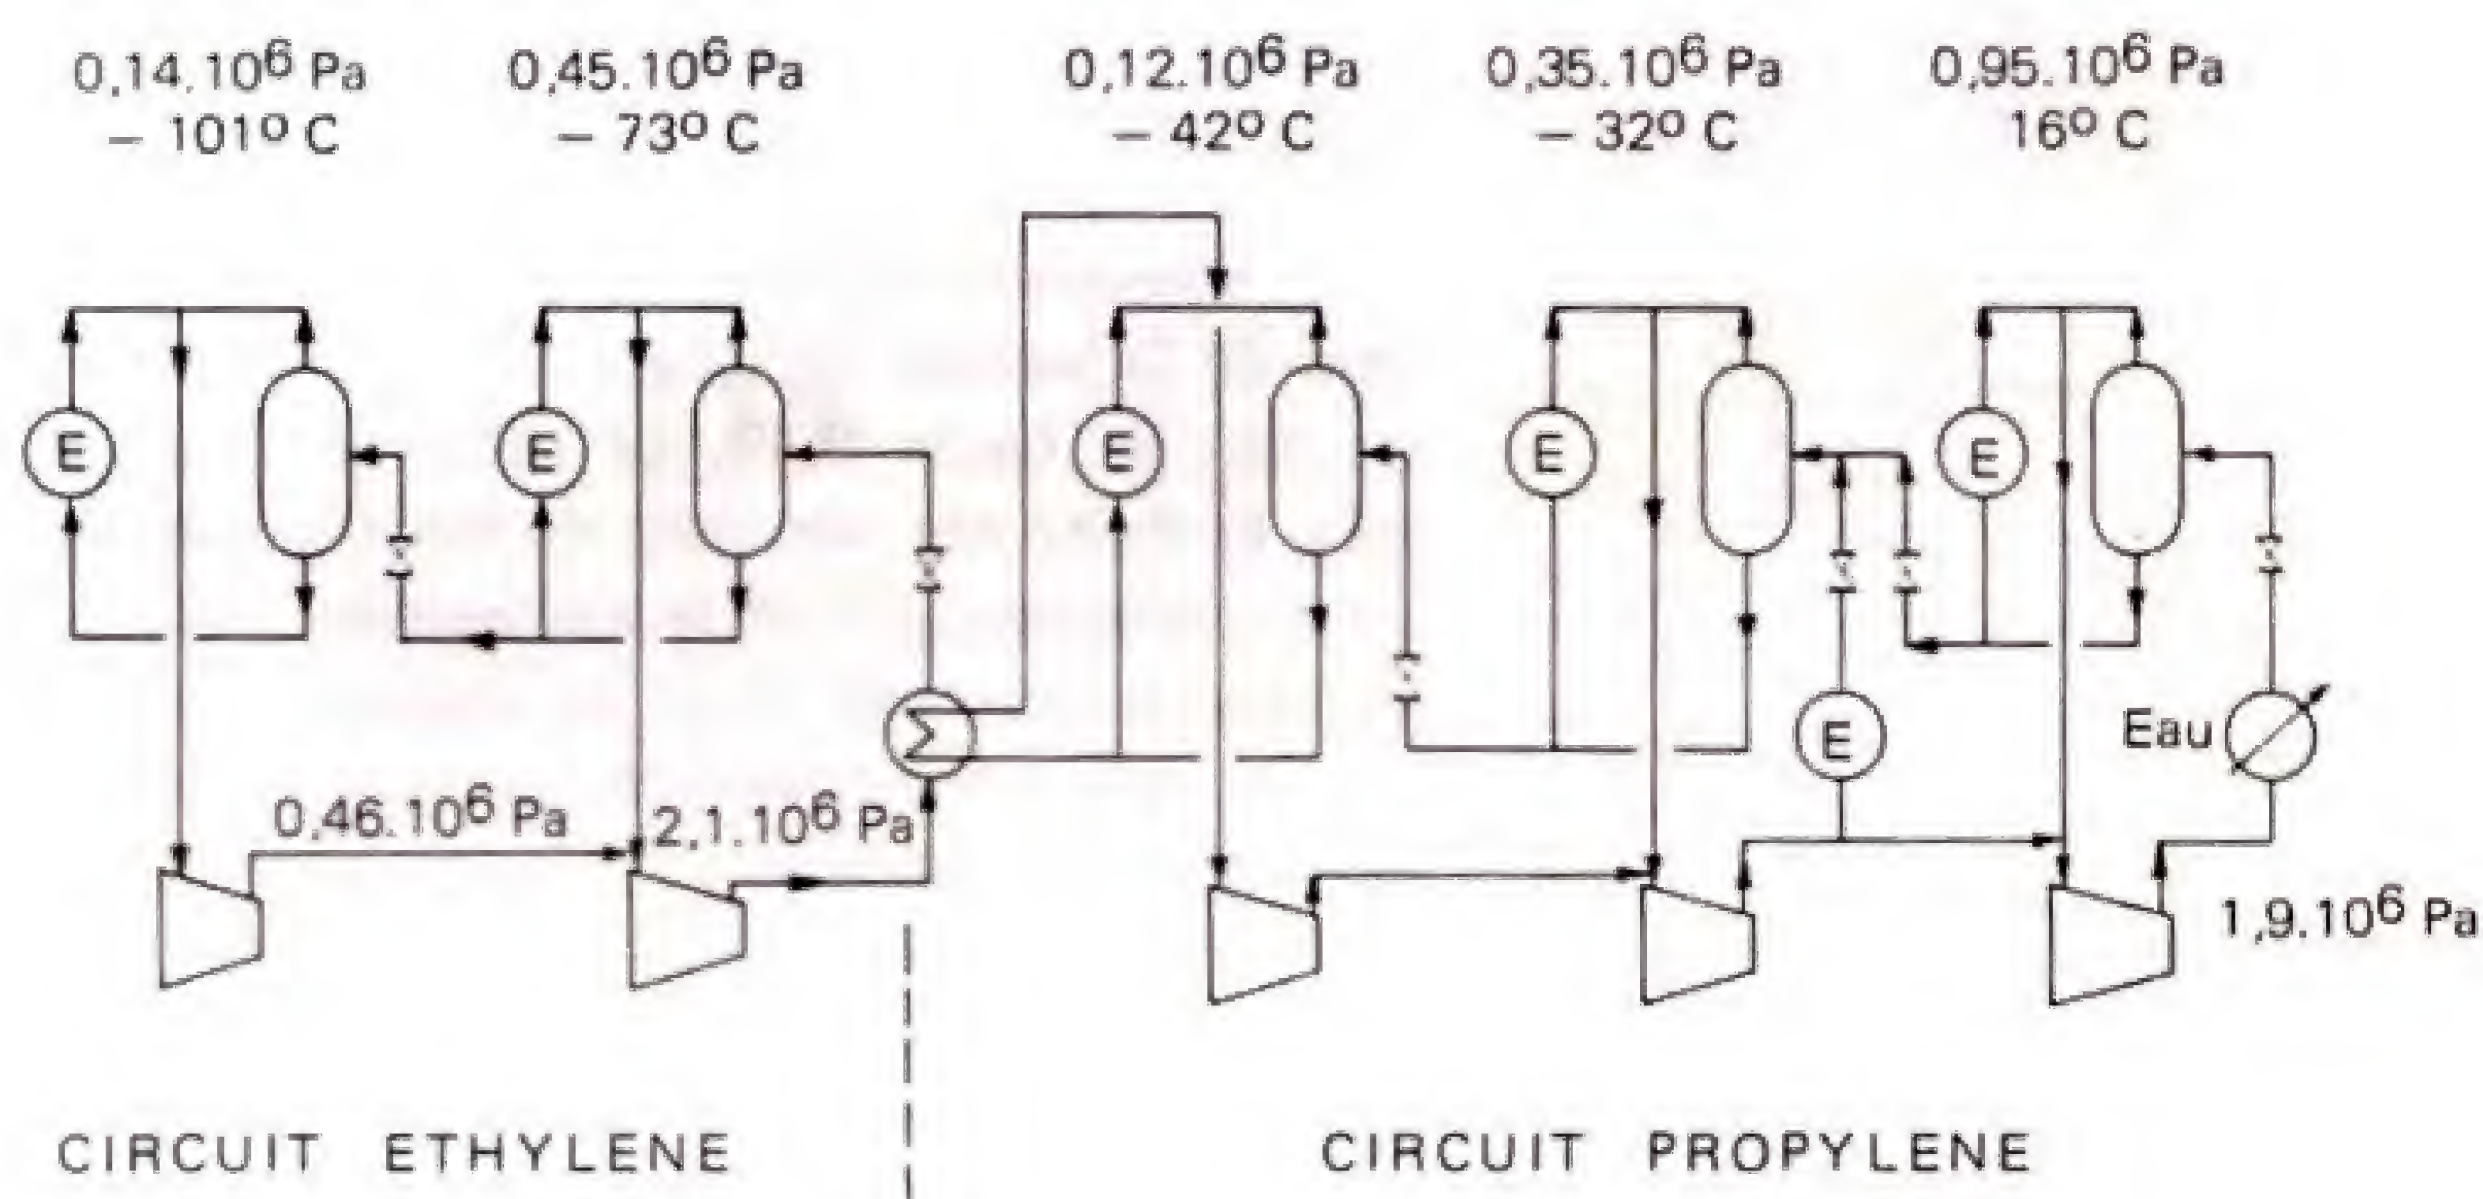 0,14.10⁶ Pa
– 101° C
0,45.10⁶ Pa
– 73° C
0,12.10⁶ Pa
– 42° C
0,35.10⁶ Pa
– 32° C
0,95.10⁶ Pa
16° C
E
E
E
E
E
E
Eau
0,46.10⁶ Pa
2,1.10⁶ Pa
1,9.10⁶ Pa
CIRCUIT ETHYLENE
CIRCUIT PROPYLENE